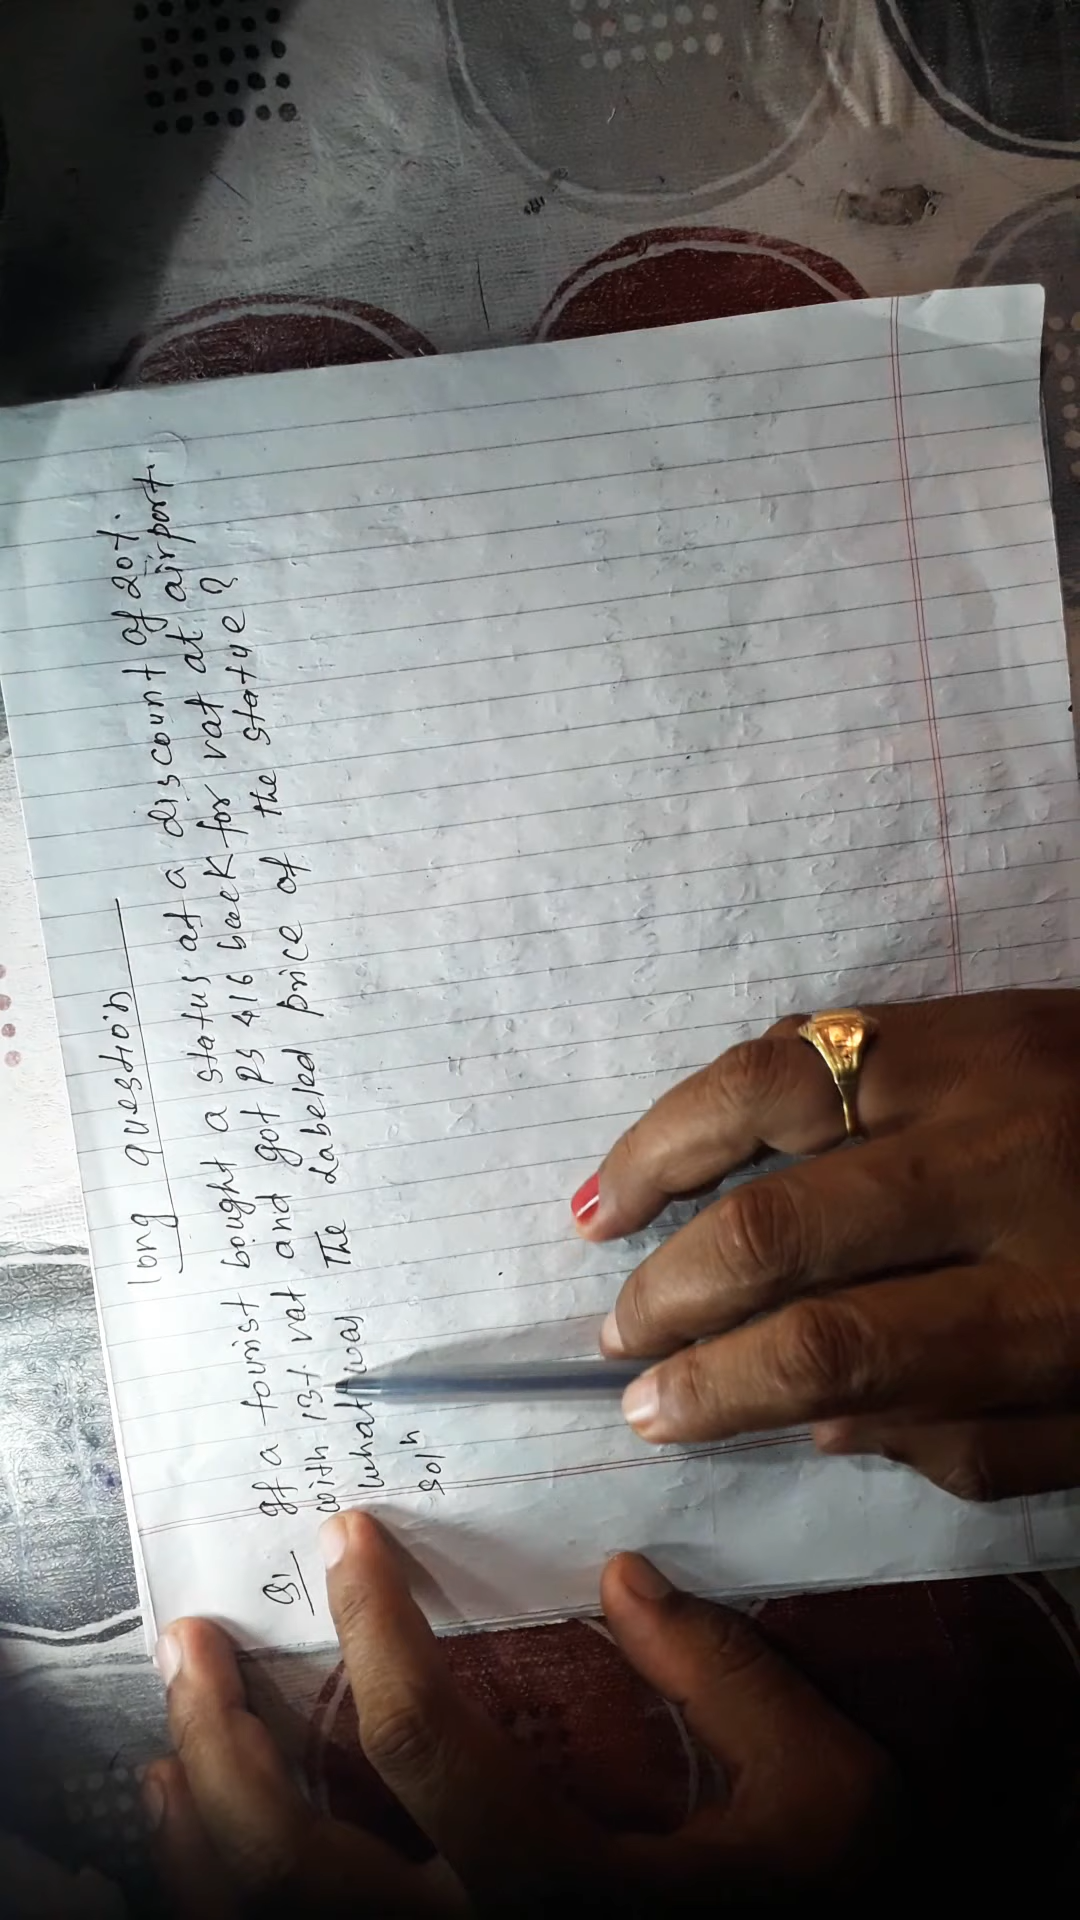 long question
Q1 If a tourist bought a status at a discount of 20%.
with 13% vat and got RS 416 back for vat at airport.
what was The Labeled price of the statue?
Solⁿ